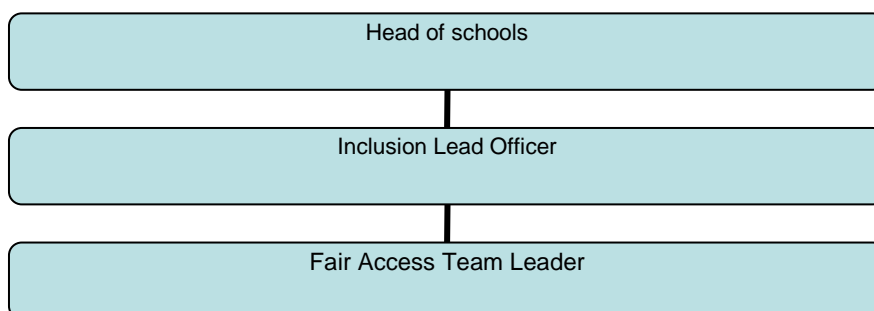 Head of schools
Inclusion Lead Officer
Fair Access Team Leader